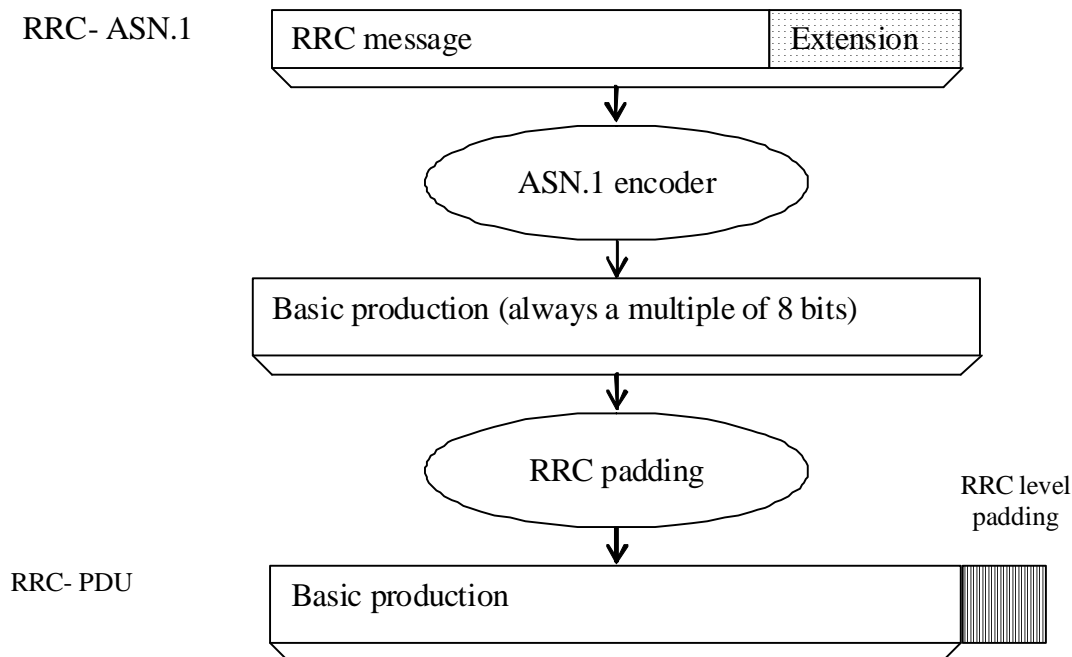 RRC- ASN.1
RRC message
Extension
ASN.1 encoder
Basic production (always a multiple of 8 bits)
RRC padding
RRC level
padding
RRC- PDU
Basic production